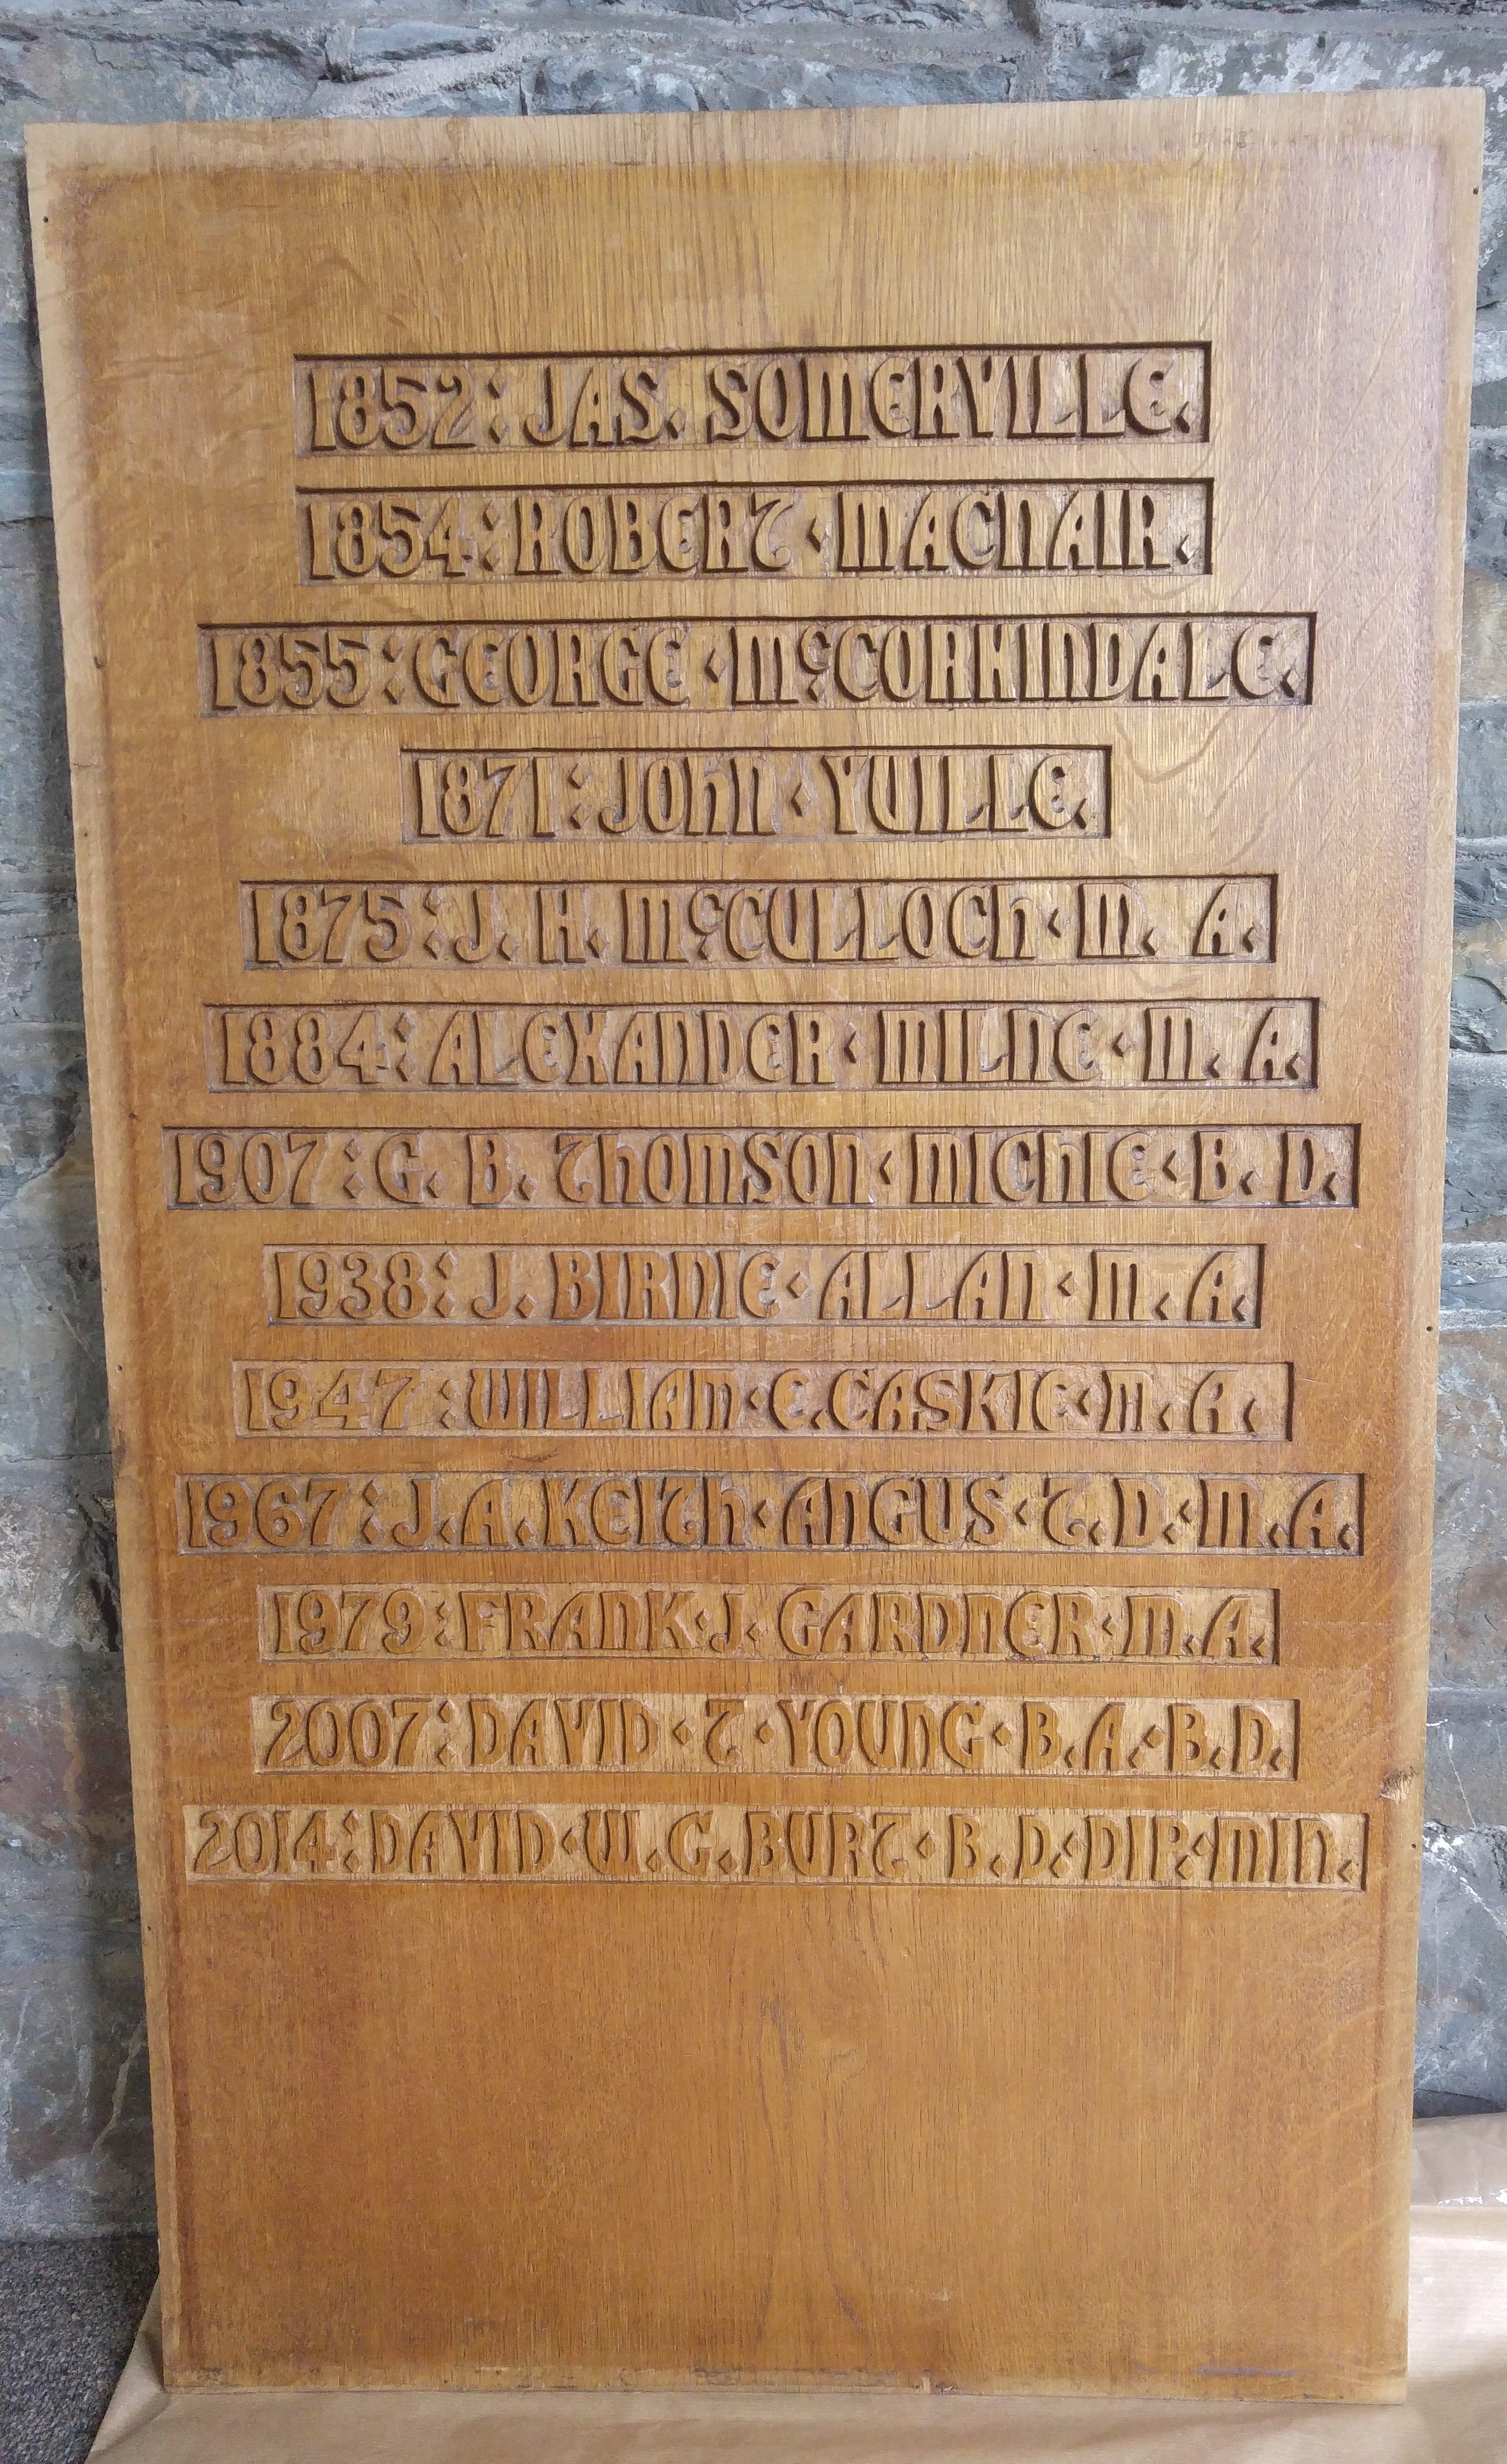 1852: JAS. SOMERVILLE.
1854: ROBERT · MACNAIR.
1855: GEORGE · McCORKINDALE.
1871: JOHN · YUILLE.
1875: J. H. McCULLOCH · M. A.
1884: ALEXANDER · MILNE · M. A.
1907: G. B. THOMSON · MICHIE · B. D.
1938: J. BIRNIE · ALLAN · M. A.
1947: WILLIAM · E. CASKIE · M. A.
1967: J. A. KEITH · ANGUS · T. D. · M. A.
1979: FRANK · J. GARDNER · M. A.
2007: DAVID · T · YOUNG · B. A. · B. D.
2014: DAVID · W. G. BURT · B. D. · DIP · MIN.